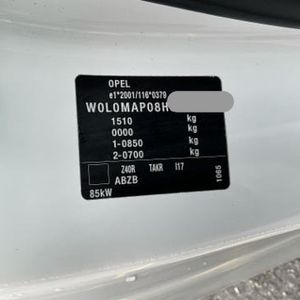 OPEL
e1*2001/116*0379
W0L0MAP08H
1510 kg
0000 kg
1-0850 kg
2-0700 kg
Z40R TAKR I17
ABZB
85kW
1065